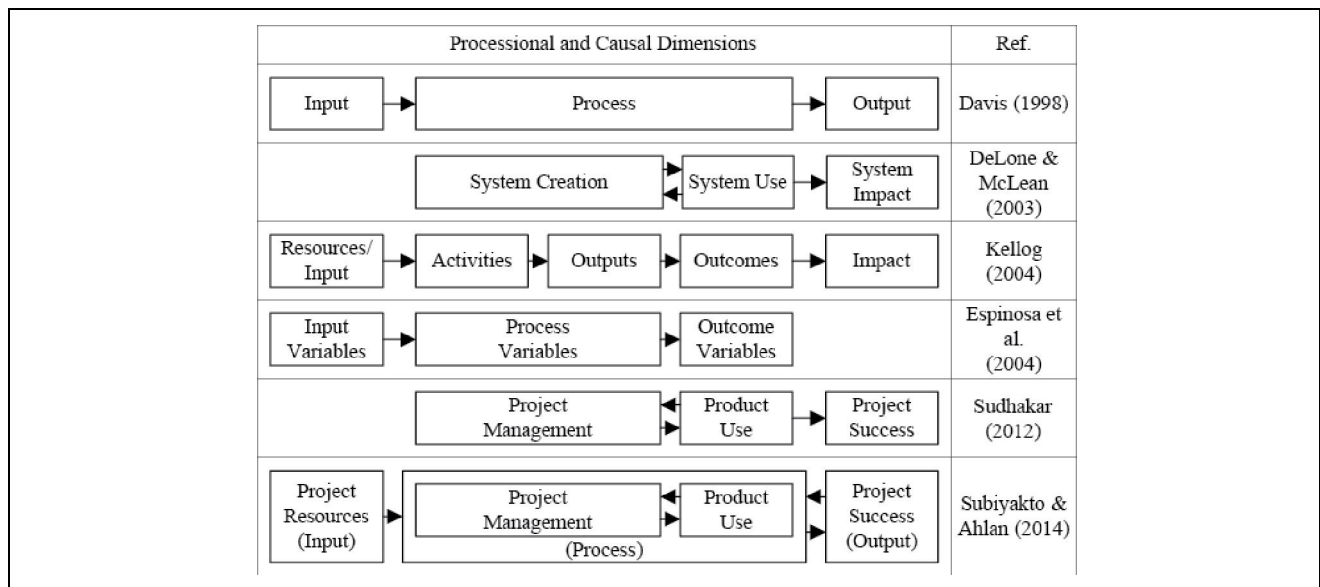 Processional and Causal Dimensions
Ref.
Input
Process
Output
Davis (1998)
System Creation
System Use
System
Impact
DeLone &
McLean
(2003)
Resources/
Input
Activities
Outputs
Outcomes
Impact
Kellog
(2004)
Input
Variables
Process
Variables
Outcome
Variables
Espinosa et
al.
(2004)
Project
Management
Product
Use
Project
Success
Sudhakar
(2012)
Project
Resources
(Input)
Project
Management
Product
Use
(Process)
Project
Success
(Output)
Subiyakto &
Ahlan (2014)